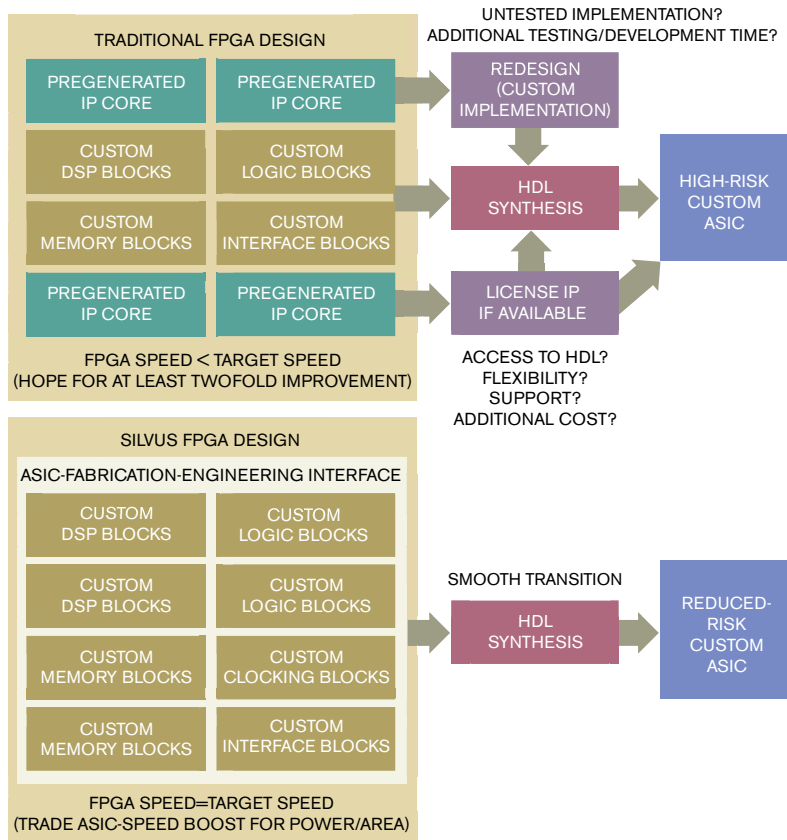 TRADITIONAL FPGA DESIGN
PREGENERATED
IP CORE
PREGENERATED
IP CORE
CUSTOM
DSP BLOCKS
CUSTOM
LOGIC BLOCKS
CUSTOM
MEMORY BLOCKS
CUSTOM
INTERFACE BLOCKS
PREGENERATED
IP CORE
PREGENERATED
IP CORE
FPGA SPEED < TARGET SPEED
(HOPE FOR AT LEAST TWOFOLD IMPROVEMENT)
UNTESTED IMPLEMENTATION?
ADDITIONAL TESTING/DEVELOPMENT TIME?
REDESIGN
(CUSTOM
IMPLEMENTATION)
HDL
SYNTHESIS
LICENSE IP
IF AVAILABLE
ACCESS TO HDL?
FLEXIBILITY?
SUPPORT?
ADDITIONAL COST?
HIGH-RISK
CUSTOM
ASIC
SILVUS FPGA DESIGN
ASIC-FABRICATION-ENGINEERING INTERFACE
CUSTOM
DSP BLOCKS
CUSTOM
LOGIC BLOCKS
CUSTOM
DSP BLOCKS
CUSTOM
LOGIC BLOCKS
CUSTOM
MEMORY BLOCKS
CUSTOM
CLOCKING BLOCKS
CUSTOM
MEMORY BLOCKS
CUSTOM
INTERFACE BLOCKS
FPGA SPEED=TARGET SPEED
(TRADE ASIC-SPEED BOOST FOR POWER/AREA)
SMOOTH TRANSITION
HDL
SYNTHESIS
REDUCED-
RISK
CUSTOM
ASIC